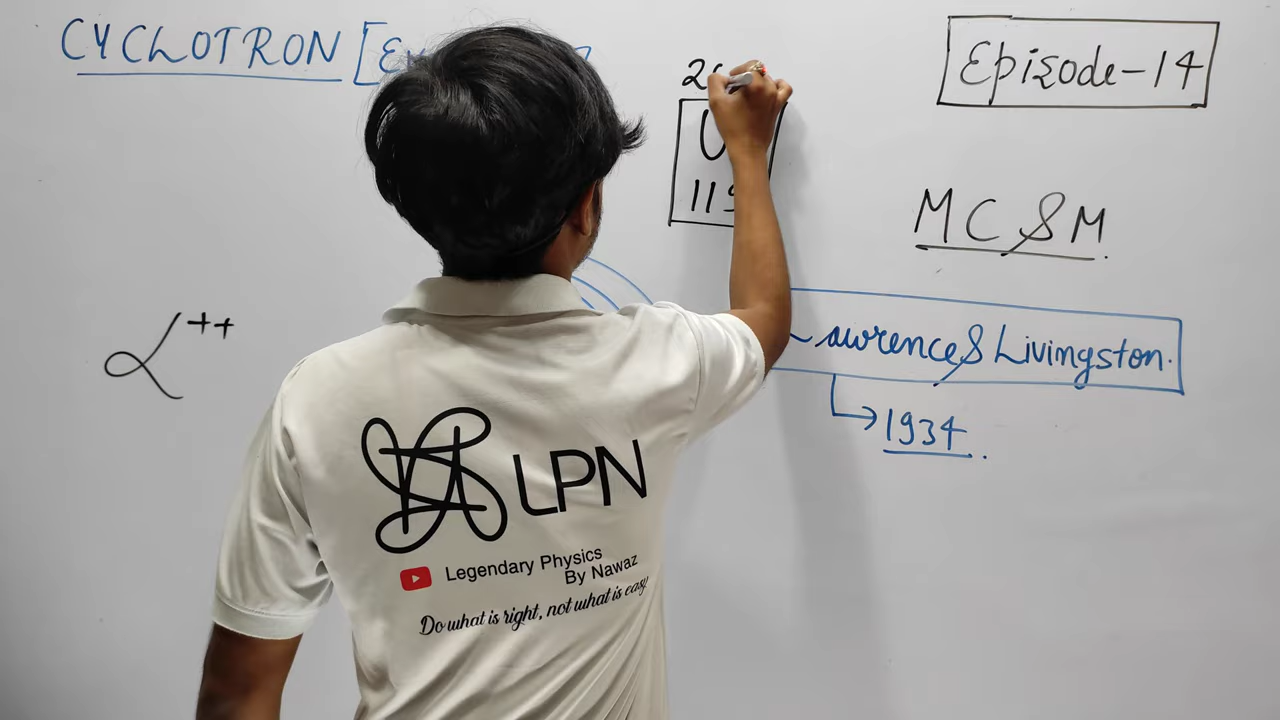 CYCLOTRON
Episode-14
MC & M.
α++
Lawrence & Livingston.
1934.
LPN
Legendary Physics
By Nawaz
Do what is right, not what is easy